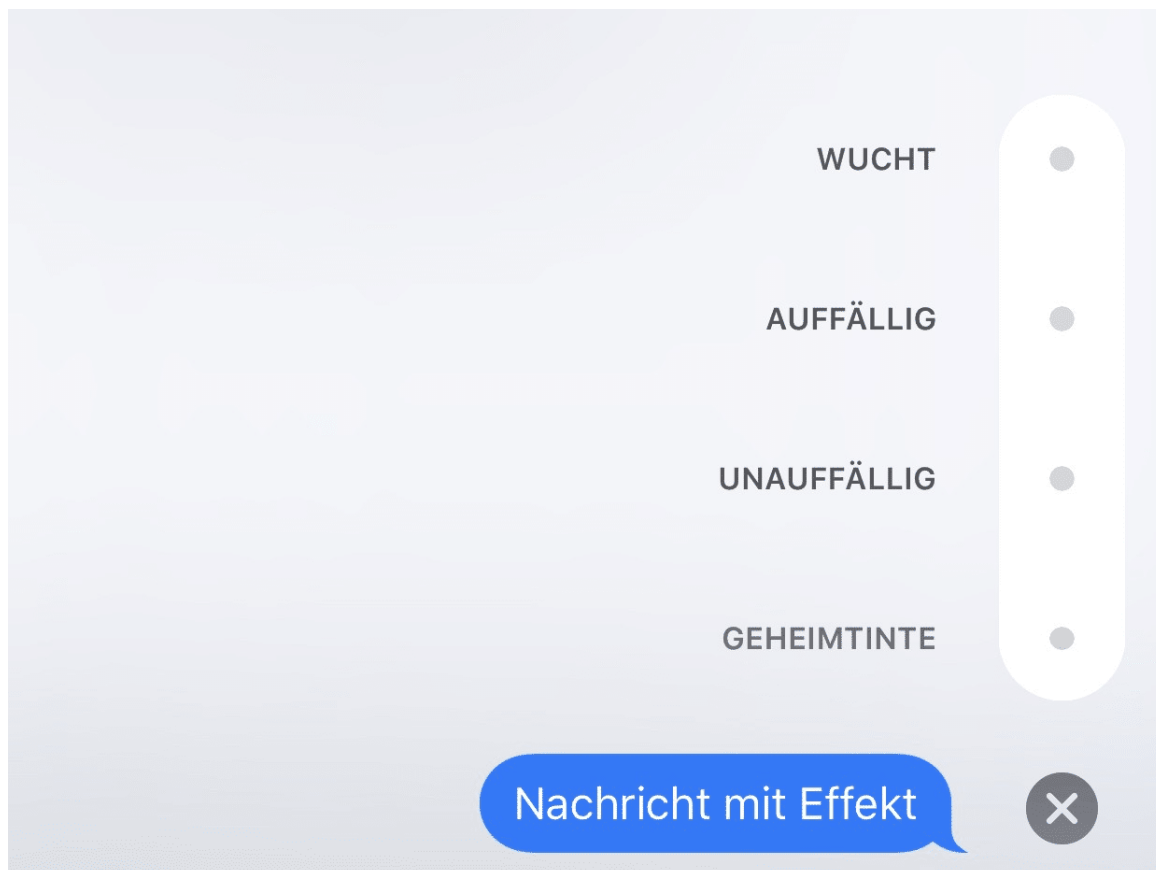 WUCHT
AUFFÄLLIG
UNAUFFÄLLIG
GEHEIMTINTE
Nachricht mit Effekt